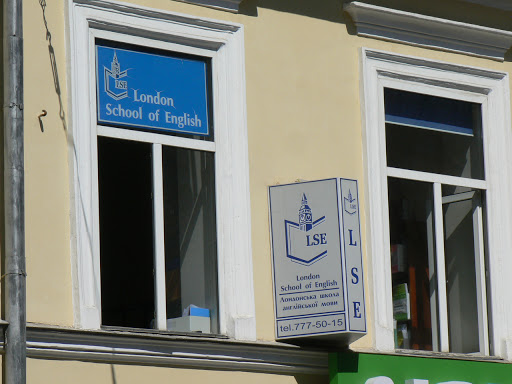 LSE
London
School of English
LSE
London
School of English
Лондонська школа
англійської мови
tel.777-50-15
L
S
E